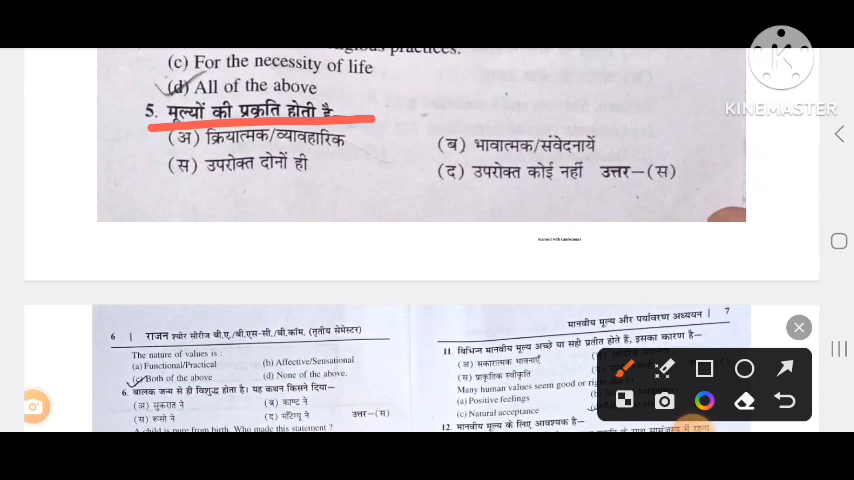 (c) For the necessity of life
(d) All of the above
5. मूल्यों की प्रकृति होती है
(अ) क्रियात्मक/व्यावहारिक
(ब) भावात्मक/संवेदनायें
(स) उपरोक्त दोनों ही
(द) उपरोक्त कोई नहीं उत्तर–(स)
KINEMASTER
6 | राजन श्योर सीरीज बी.ए./बी.एस-सी./बी.कॉम. (तृतीय सेमेस्टर)
The nature of values is :
(a) Functional/Practical
(b) Affective/Sensational
(c) Both of the above
(d) None of the above.
6. बालक जन्म से ही विशुद्ध होता है। यह कथन किसने दिया—
(अ) सुकरात ने
(ब) काण्ट ने
(स) रूसो ने
(द) मॉंटेग्यू ने
उत्तर–(स)
A child is pure from birth. Who made this statement ?
मानवीय मूल्य और पर्यावरण अध्ययन | 7
11. विभिन्न मानवीय मूल्य अच्छे या सही प्रतीत होते हैं, इसका कारण है—
(अ) सकारात्मक भावनाएँ
(स) प्राकृतिक स्वीकृति
Many human values seem good or right
(a) Positive feelings
(c) Natural acceptance
12. मानवीय मूल्य के लिए आवश्यक है—